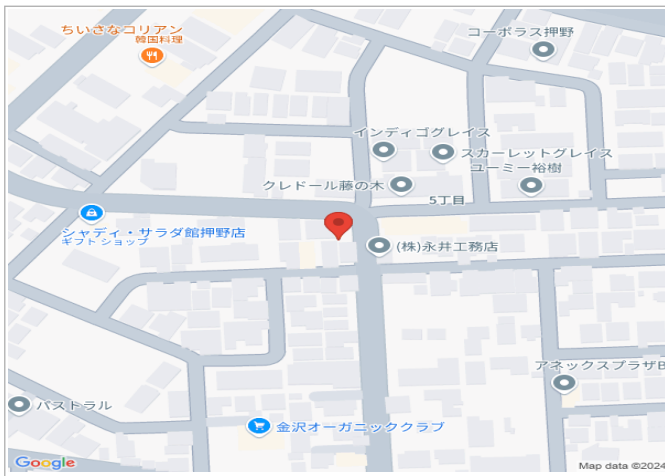 ちいさなコリアン
韓国料理
コーポラス押野
インディゴグレイス
スカーレットグレイス
ユーミー裕樹
クレドール藤の木
5丁目
シャディ・サラダ館押野店
ギフト ショップ
(株)永井工務店
アネックスプラザB
パストラル
金沢オーガニッククラブ
Google
Map data ©2024